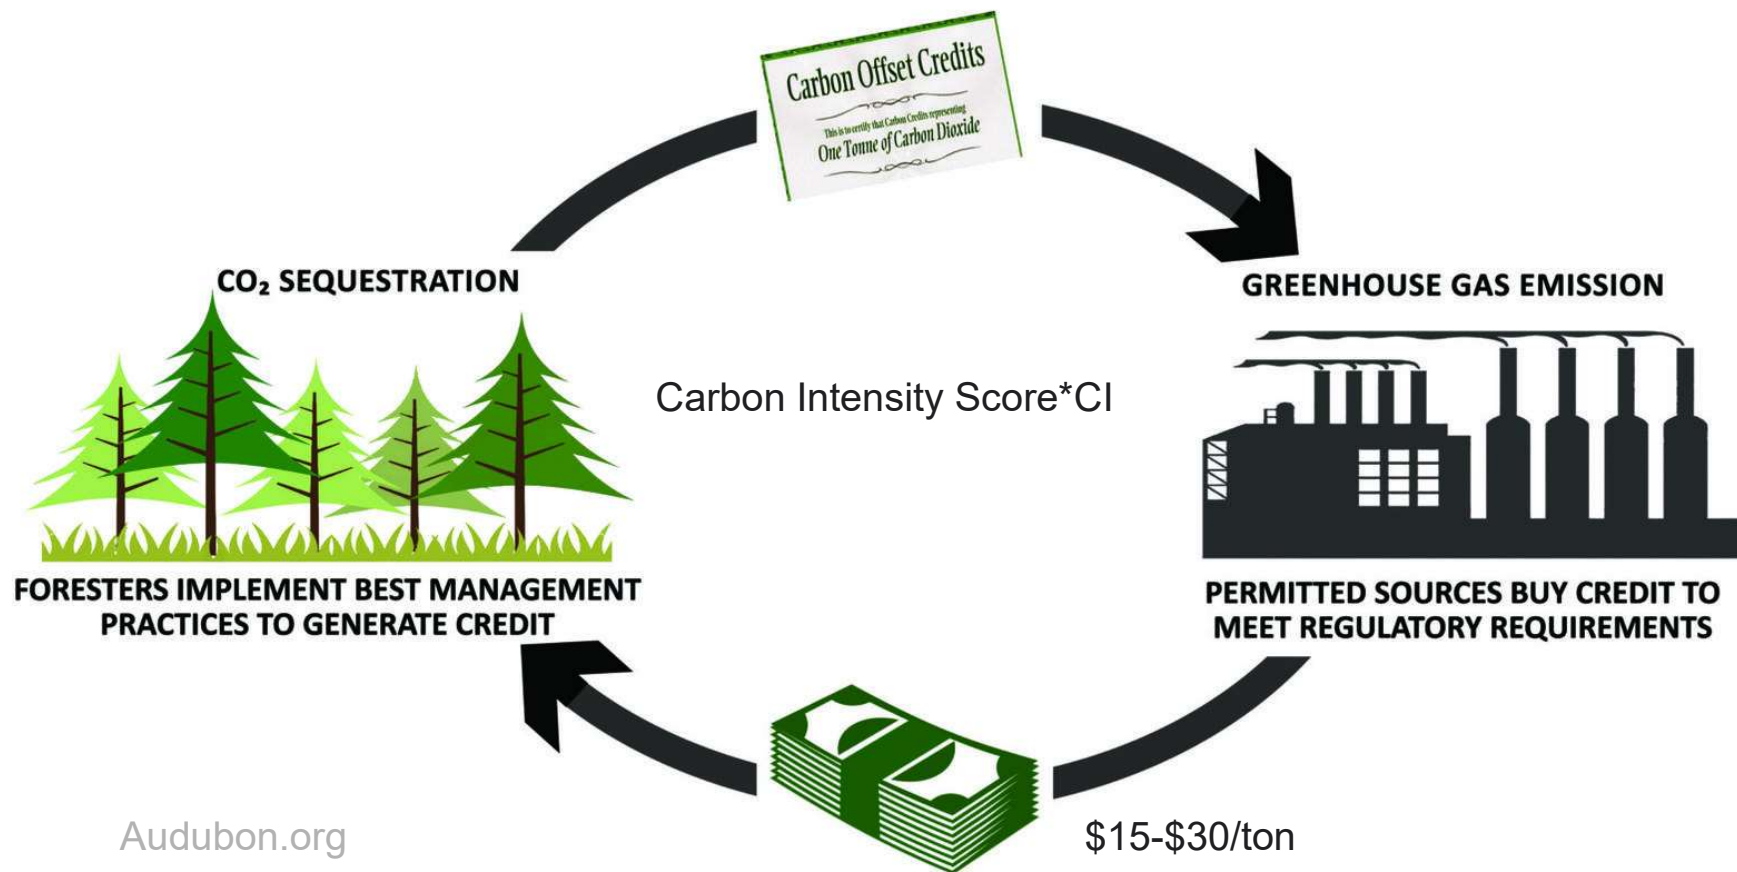 Carbon Offset Credits
This is to certify that Carbon Credits representing
One Tonne of Carbon Dioxide
CO₂ SEQUESTRATION
GREENHOUSE GAS EMISSION
Carbon Intensity Score*CI
FORESTERS IMPLEMENT BEST MANAGEMENT
PRACTICES TO GENERATE CREDIT
PERMITTED SOURCES BUY CREDIT TO
MEET REGULATORY REQUIREMENTS
Audubon.org
$15-$30/ton